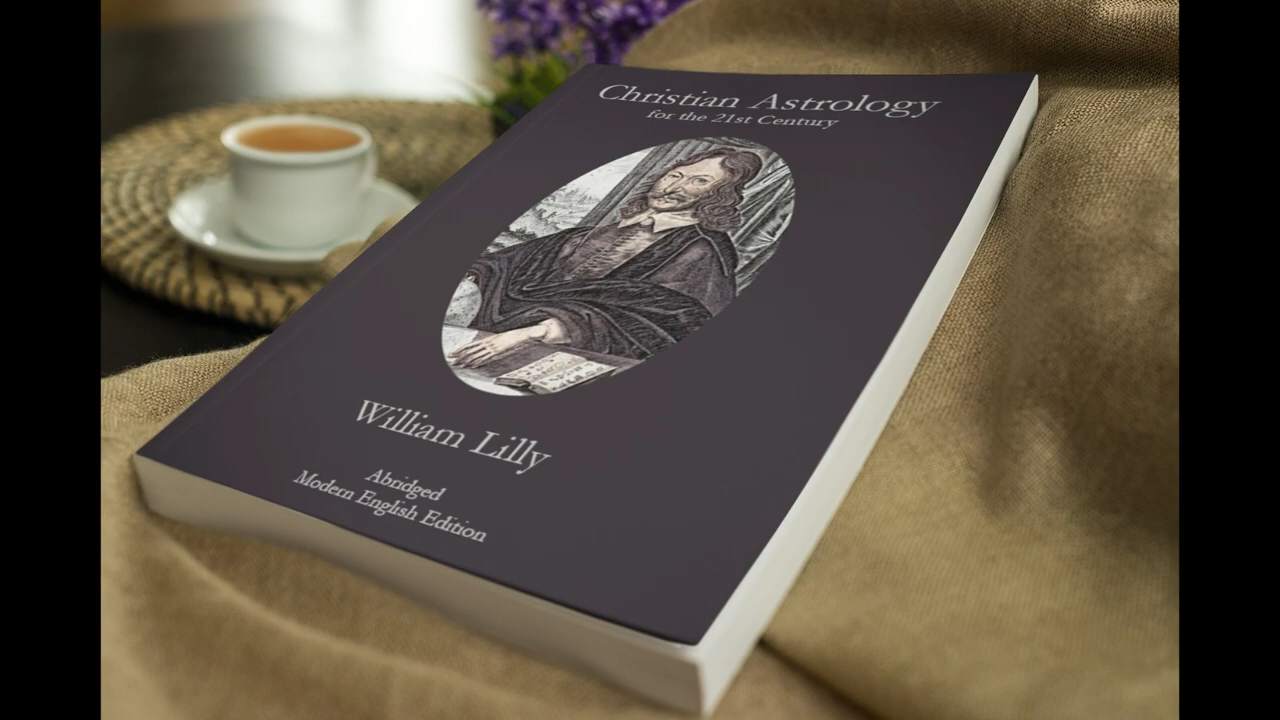 Christian Astrology
for the 21st Century
William Lilly
Abridged
Modern English Edition